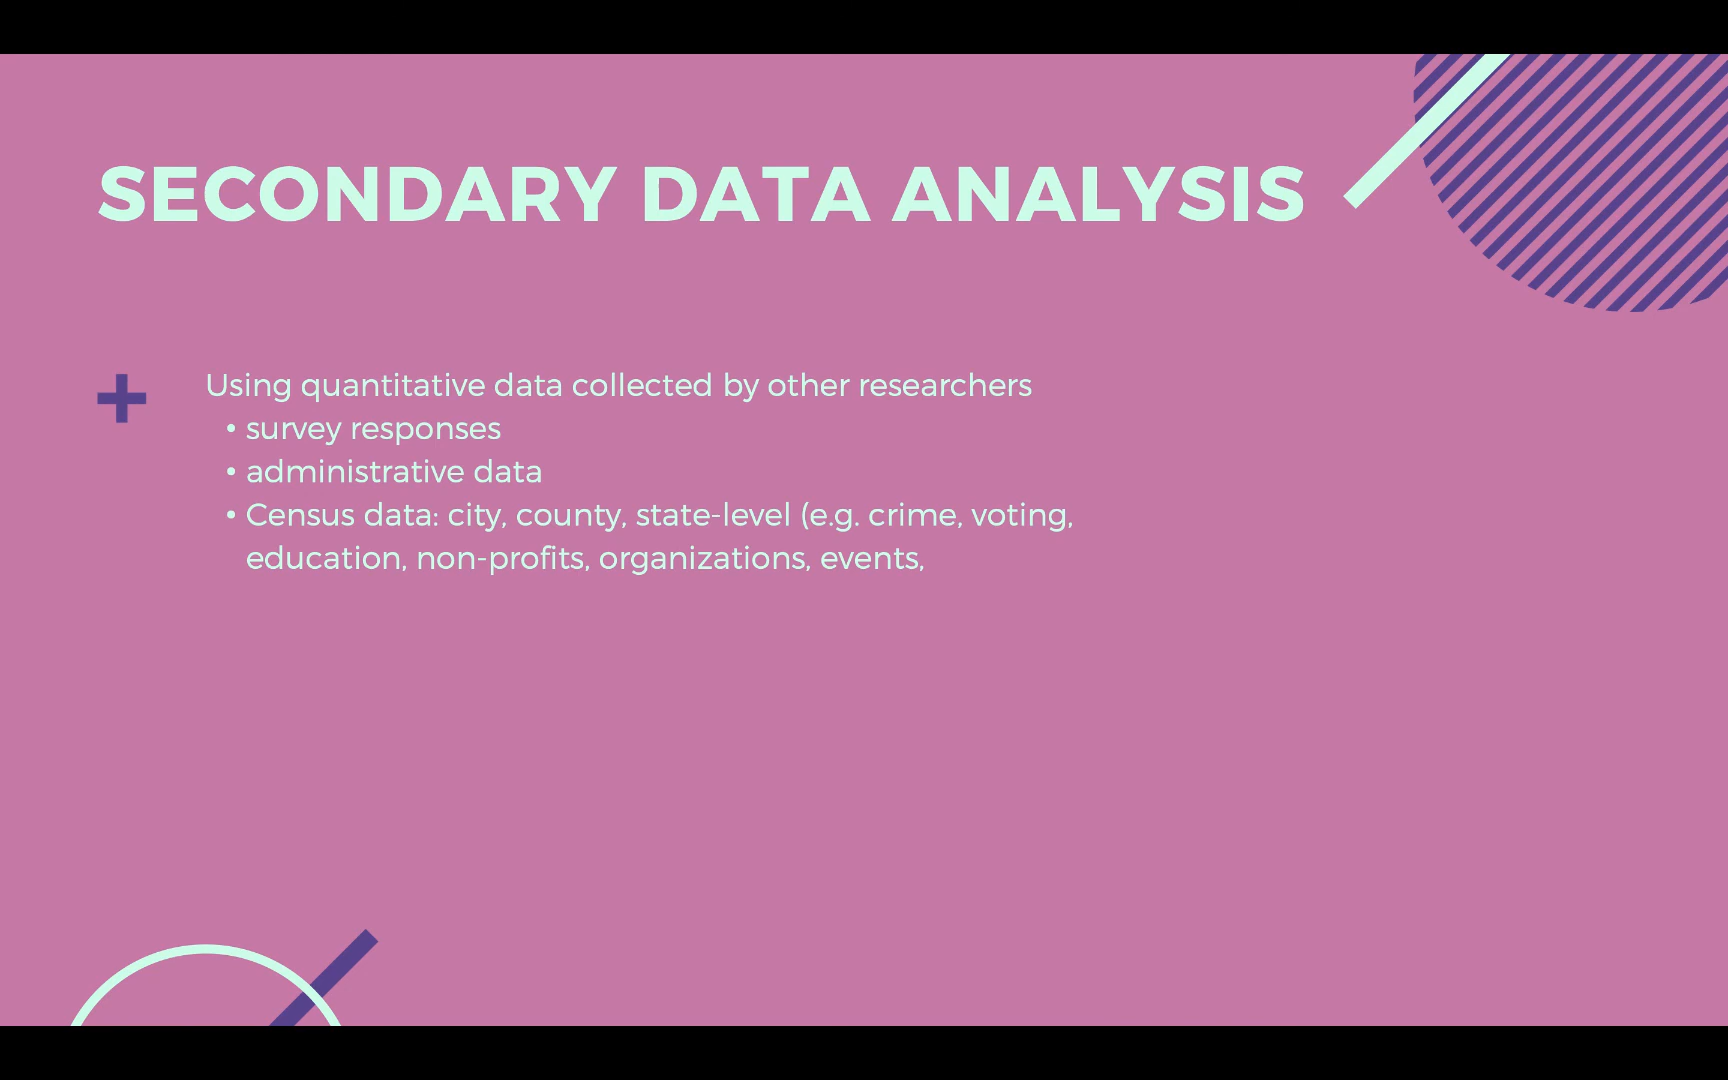 SECONDARY DATA ANALYSIS
Using quantitative data collected by other researchers
• survey responses
• administrative data
• Census data: city, county, state-level (e.g. crime, voting,
education, non-profits, organizations, events,